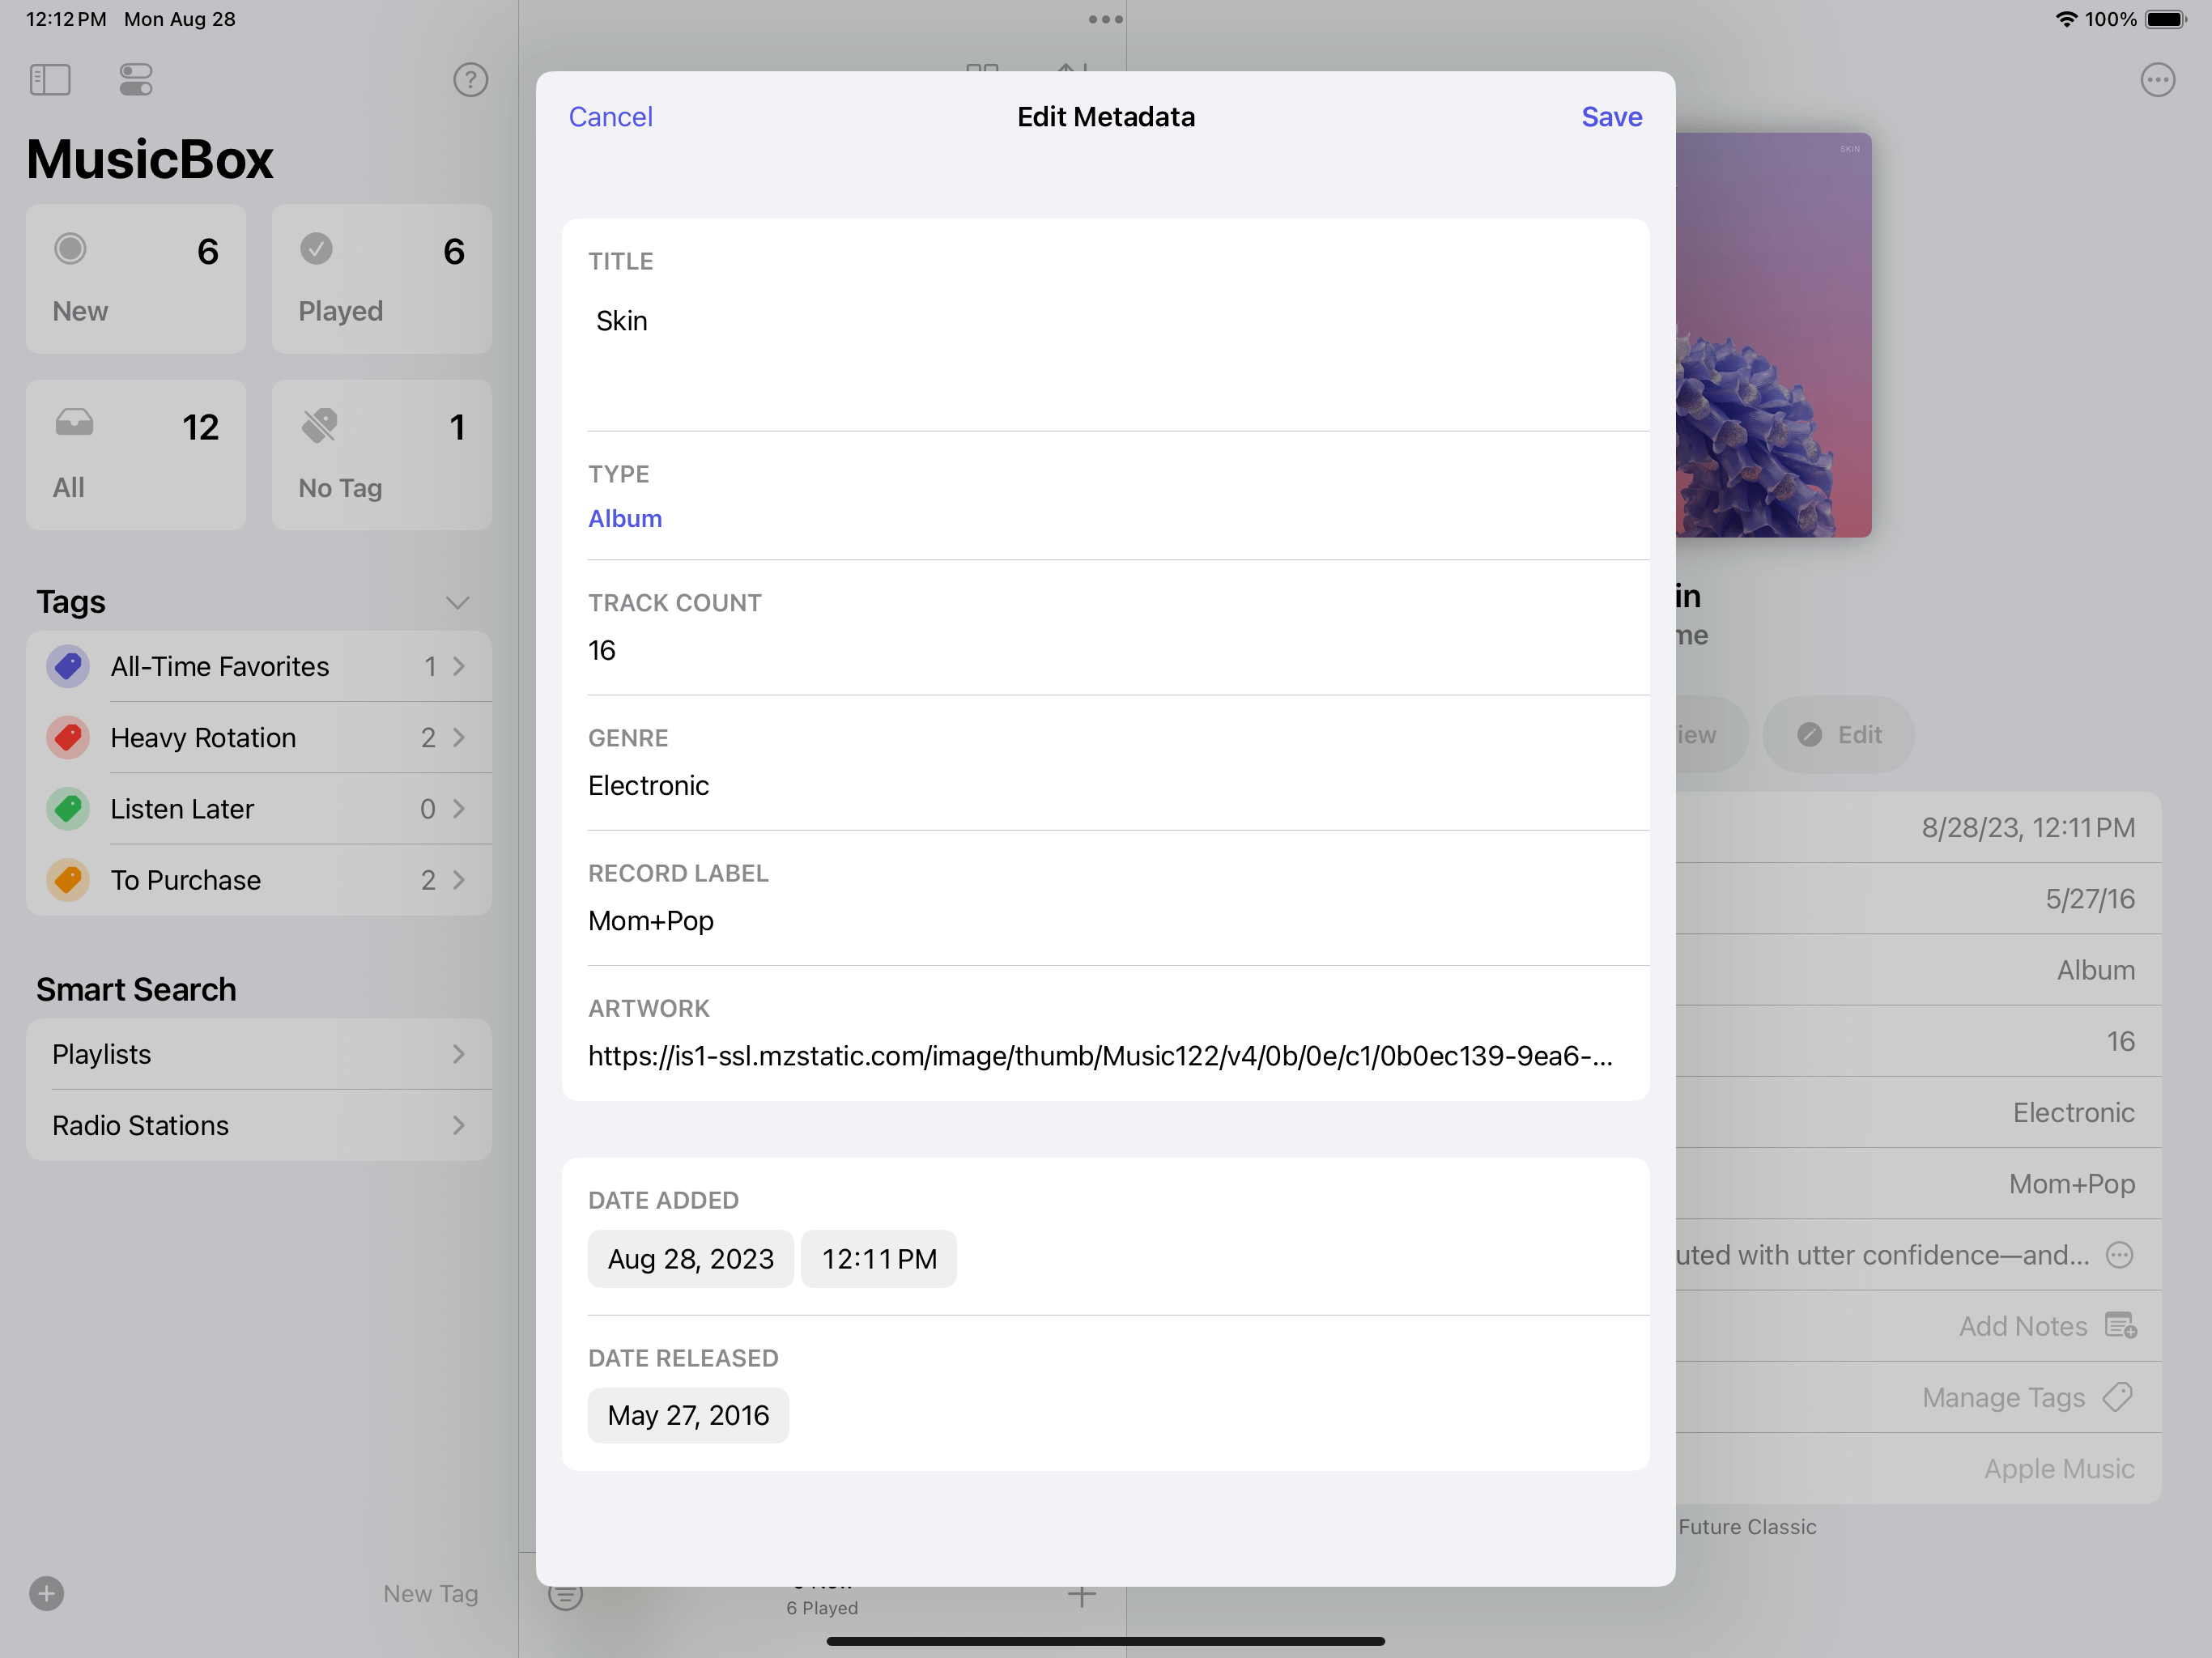 12:12 PM Mon Aug 28
100%
MusicBox
6
New
6
Played
12
All
1
No Tag
Tags
All-Time Favorites 1
Heavy Rotation 2
Listen Later 0
To Purchase 2
Smart Search
Playlists
Radio Stations
New Tag
Cancel
Edit Metadata
Save
TITLE
Skin
TYPE
Album
TRACK COUNT
16
GENRE
Electronic
RECORD LABEL
Mom+Pop
ARTWORK
https://is1-ssl.mzstatic.com/image/thumb/Music122/v4/0b/0e/c1/0b0ec139-9ea6-...
DATE ADDED
Aug 28, 2023 12:11 PM
DATE RELEASED
May 27, 2016
6 Played
SKIN
in
me
iew
Edit
8/28/23, 12:11 PM
5/27/16
Album
16
Electronic
Mom+Pop
uted with utter confidence—and...
Add Notes
Manage Tags
Apple Music
Future Classic